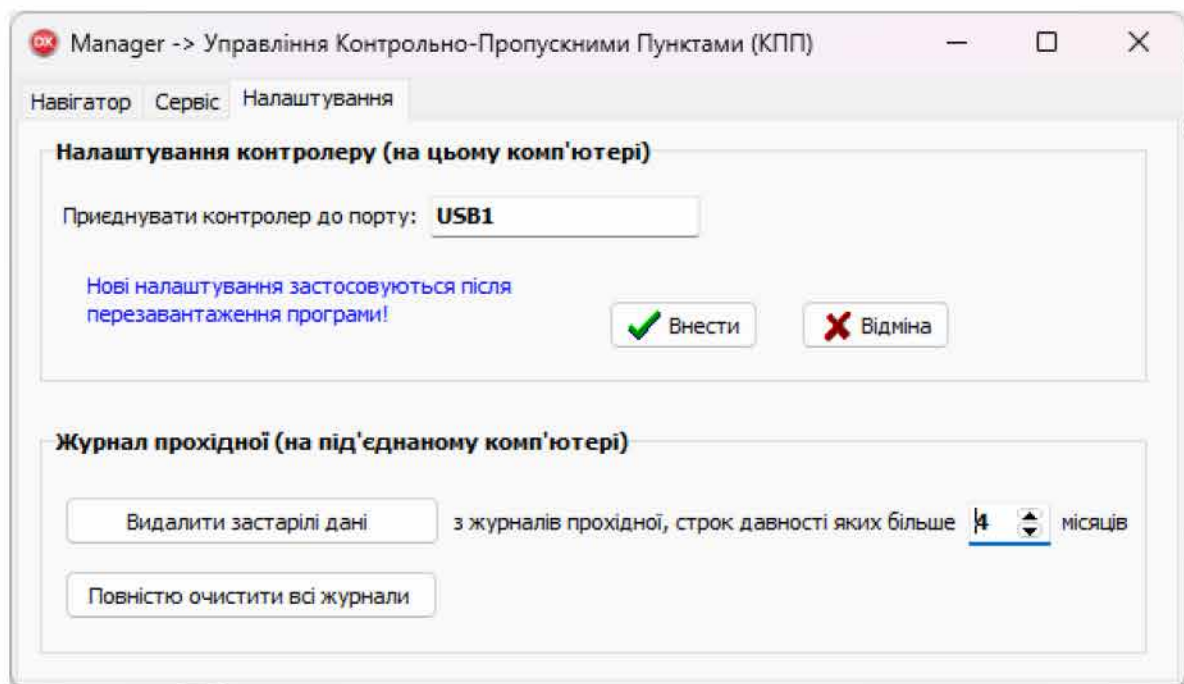 DX Manager -> Управління Контрольно-Пропускними Пунктами (КПП)
Навігатор Сервіс Налаштування
Налаштування контролеру (на цьому комп'ютері)
Приєднувати контролер до порту: USB1
Нові налаштування застосовуються після
перезавантаження програми!
Внести Відміна
Журнал прохідної (на під'єднаному комп'ютері)
Видалити застарілі дані з журналів прохідної, строк давності яких більше 4 місяців
Повністю очистити всі журнали